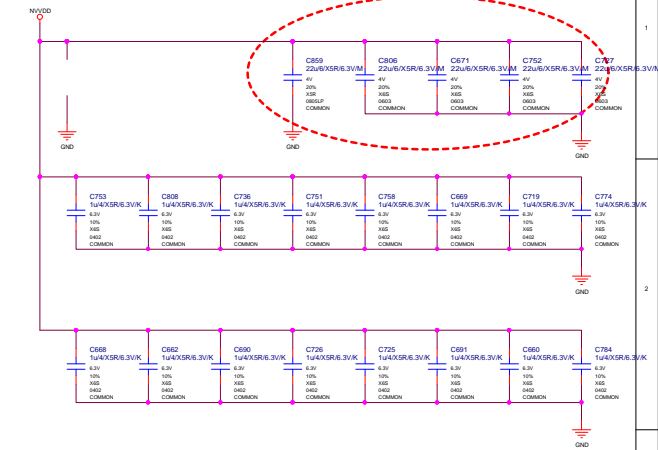 NVVDD
1
C859
22u/6/X5R/6.3V/M
4V
20%
X5R
0805LP
COMMON
C806
22u/6/X5R/6.3V/M
4V
20%
X6S
0603
COMMON
C671
22u/6/X5R/6.3V/M
4V
20%
X6S
0603
COMMON
C752
22u/6/X5R/6.3V/M
4V
20%
X6S
0603
COMMON
C727
22u/6/X5R/6.3V/M
4V
20%
X6S
0603
COMMON
GND
GND
GND
C753
1u/4/X5R/6.3V/K
6.3V
10%
X6S
0402
COMMON
C808
1u/4/X5R/6.3V/K
6.3V
10%
X6S
0402
COMMON
C736
1u/4/X5R/6.3V/K
6.3V
10%
X6S
0402
COMMON
C751
1u/4/X5R/6.3V/K
6.3V
10%
X6S
0402
COMMON
C758
1u/4/X5R/6.3V/K
6.3V
10%
X6S
0402
COMMON
C669
1u/4/X5R/6.3V/K
6.3V
10%
X6S
0402
COMMON
C719
1u/4/X5R/6.3V/K
6.3V
10%
X6S
0402
COMMON
C774
1u/4/X5R/6.3V/K
6.3V
10%
X6S
0402
COMMON
GND
2
C668
1u/4/X5R/6.3V/K
6.3V
10%
X6S
0402
COMMON
C662
1u/4/X5R/6.3V/K
6.3V
10%
X6S
0402
COMMON
C690
1u/4/X5R/6.3V/K
6.3V
10%
X6S
0402
COMMON
C726
1u/4/X5R/6.3V/K
6.3V
10%
X6S
0402
COMMON
C725
1u/4/X5R/6.3V/K
6.3V
10%
X6S
0402
COMMON
C691
1u/4/X5R/6.3V/K
6.3V
10%
X6S
0402
COMMON
C660
1u/4/X5R/6.3V/K
6.3V
10%
X6S
0402
COMMON
C784
1u/4/X5R/6.3V/K
6.3V
10%
X6S
0402
COMMON
GND